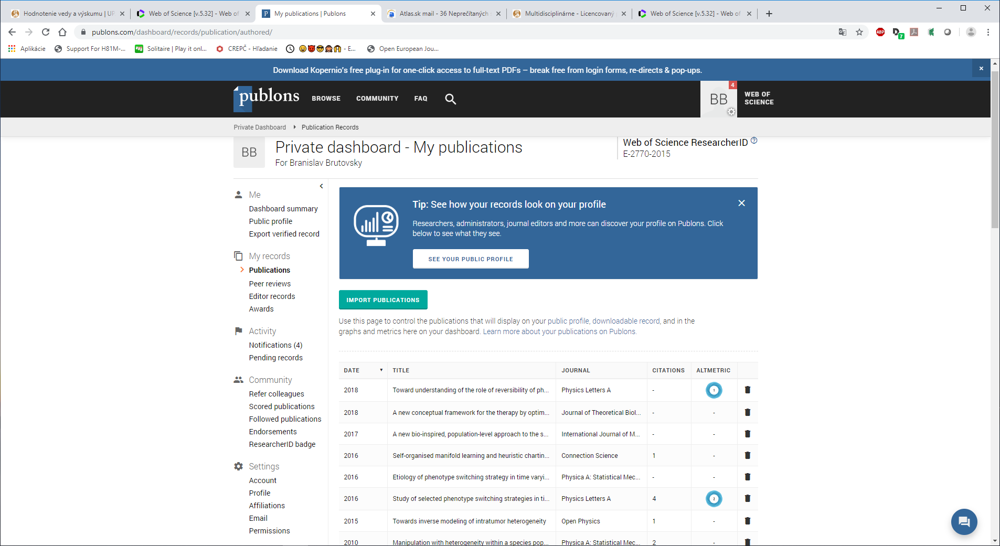 Hodnotenie vedy a výskumu | UP
Web of Science [v.5.32] - Web of
My publications | Publons
Atlas.sk mail - 36 Neprečítaných
Multidisciplinárne - Licencovaný
Web of Science [v.5.32] - Web of
publons.com/dashboard/records/publication/authored/
ABP
7
Aplikácie
Support For H81M-...
Solitaire | Play it onl...
CREPČ - Hľadanie
- E...
Open European Jou...
Download Kopernio's free plug-in for one-click access to full-text PDFs – break free from login forms, re-directs & pop-ups.
publons
BROWSE
COMMUNITY
FAQ
BB
4
WEB OF
SCIENCE
Private Dashboard
Publication Records
BB
Private dashboard - My publications
For Branislav Brutovsky
Web of Science ResearcherID
E-2770-2015
Me
Dashboard summary
Public profile
Export verified record
My records
Publications
Peer reviews
Editor records
Awards
Activity
Notifications (4)
Pending records
Community
Refer colleagues
Scored publications
Followed publications
Endorsements
ResearcherID badge
Settings
Account
Profile
Affiliations
Email
Permissions
Tip: See how your records look on your profile
Researchers, administrators, journal editors and more can discover your profile on Publons. Click
below to see what they see.
SEE YOUR PUBLIC PROFILE
IMPORT PUBLICATIONS
Use this page to control the publications that will display on your public profile, downloadable record, and in the
graphs and metrics here on your dashboard. Learn more about your publications on Publons.
DATE TITLE JOURNAL CITATIONS ALTMETRIC
2018 Toward understanding of the role of reversibility of ph... Physics Letters A - 1
2018 A new conceptual framework for the therapy by optim... Journal of Theoretical Biol... - -
2017 A new bio-inspired, population-level approach to the s... International Journal of M... - -
2016 Self-organised manifold learning and heuristic chartin... Connection Science 1 -
2016 Etiology of phenotype switching strategy in time varyi... Physica A: Statistical Mec... - -
2016 Study of selected phenotype switching strategies in ti... Physics Letters A 4 2
2015 Towards inverse modeling of intratumor heterogeneity Open Physics 1 -
2010 Manipulation with heterogeneity within a species pop... Physica A: Statistical Mec... 2 -